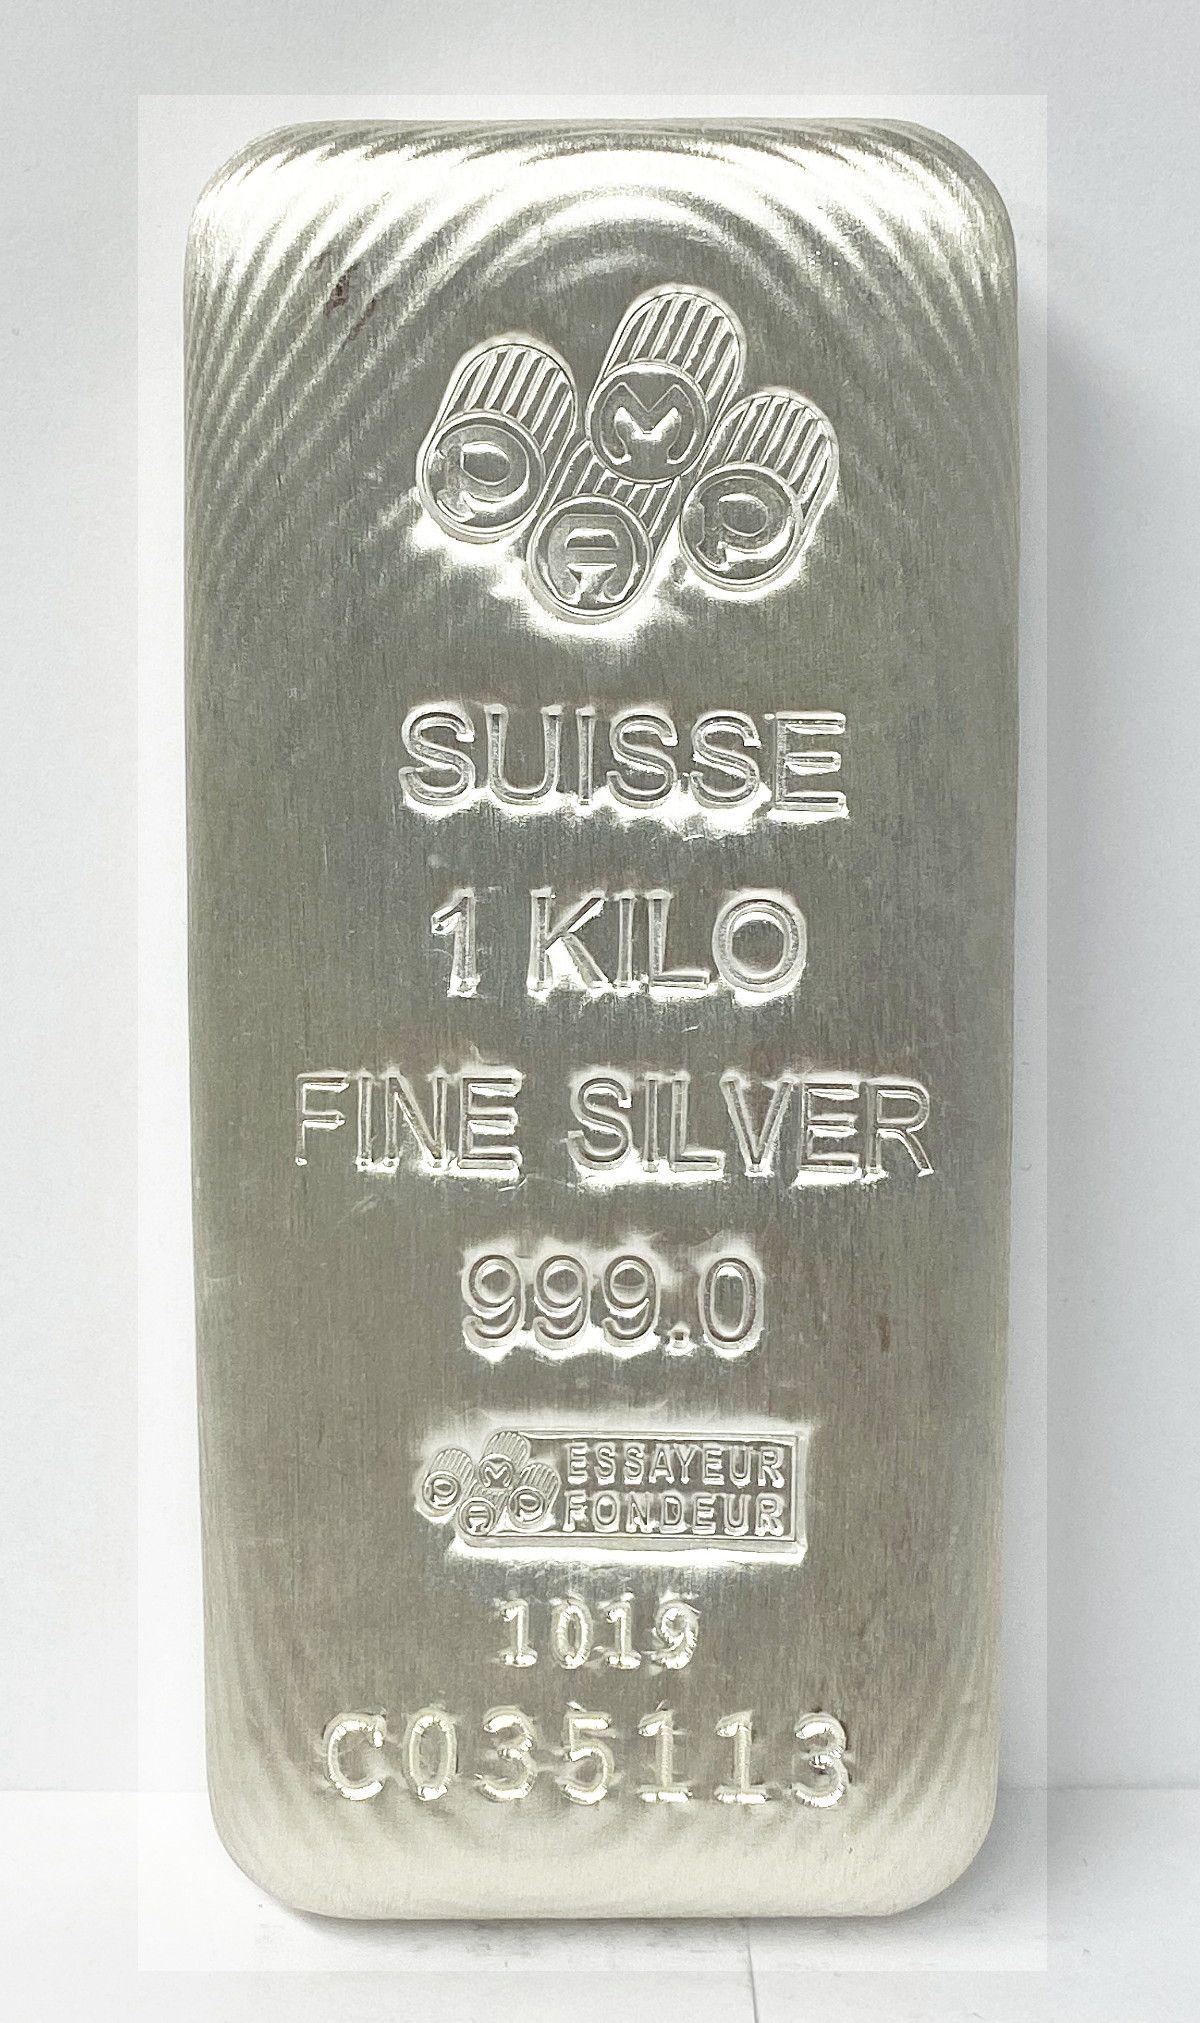 PAMP
SUISSE
1 KILO
FINE SILVER
999.0
PAMP ESSAYEUR
FONDEUR
1019
C035113